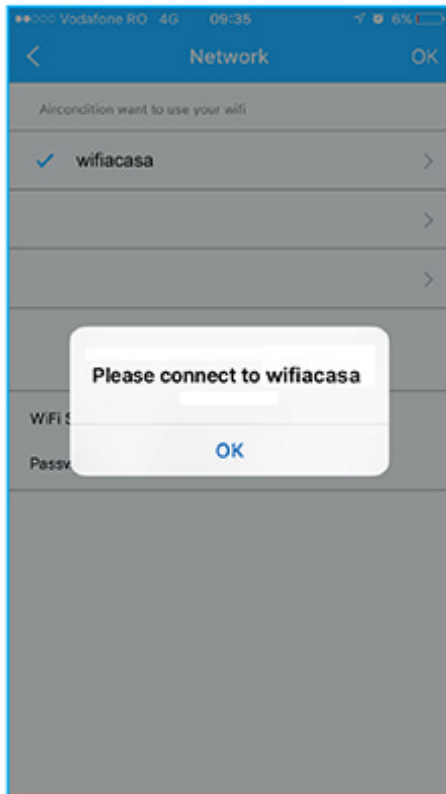 Vodafone RO 4G 09:35 6%
Network OK
Aircondition want to use your wifi
wifiacasa
Please connect to wifiacasa
OK
WiFi S
Passw